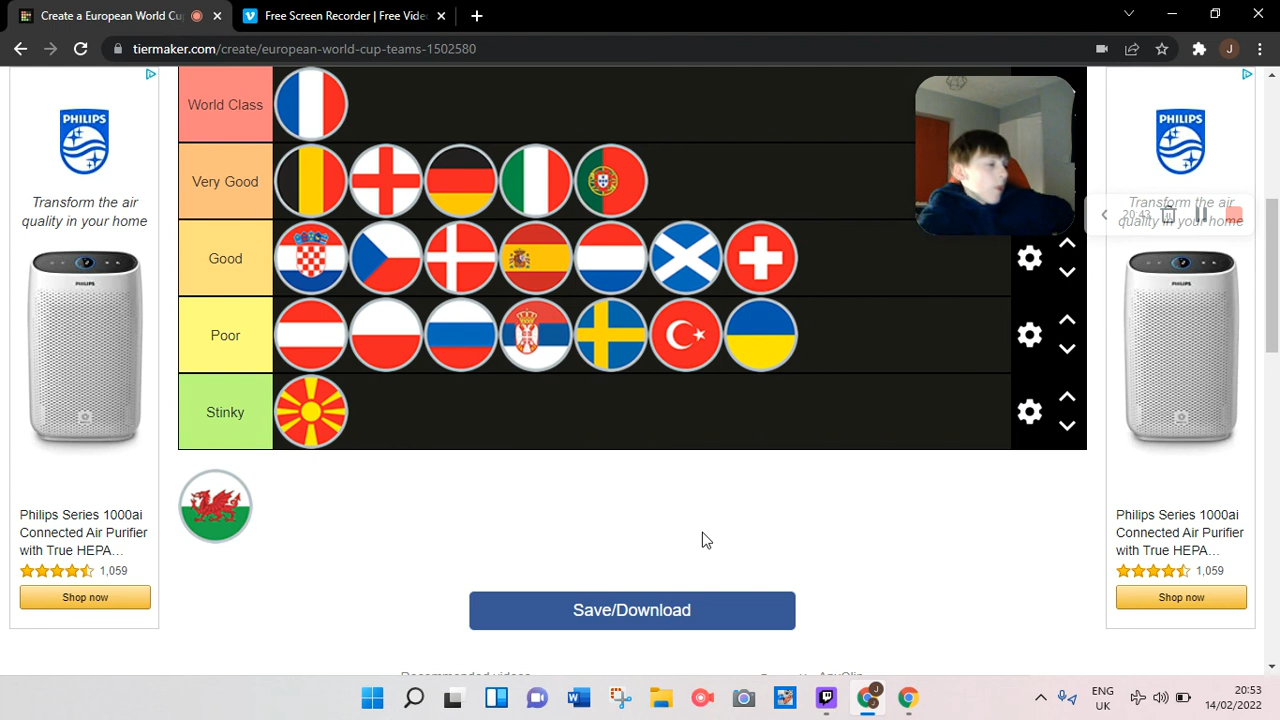 Create a European World Cu
Free Screen Recorder | Free Vide
J
tiermaker.com/create/european-world-cup-teams-1502580
J
World Class
Very Good
Good
Poor
Stinky
PHILIPS
Transform the air
quality in your home
PHILIPS
Philips Series 1000ai
Connected Air Purifier
with True HEPA...
1,059
Shop now
PHILIPS
Transform the air
quality in your home
PHILIPS
Philips Series 1000ai
Connected Air Purifier
with True HEPA...
1,059
Shop now
Save/Download
ENG
UK
20:53
14/02/2022